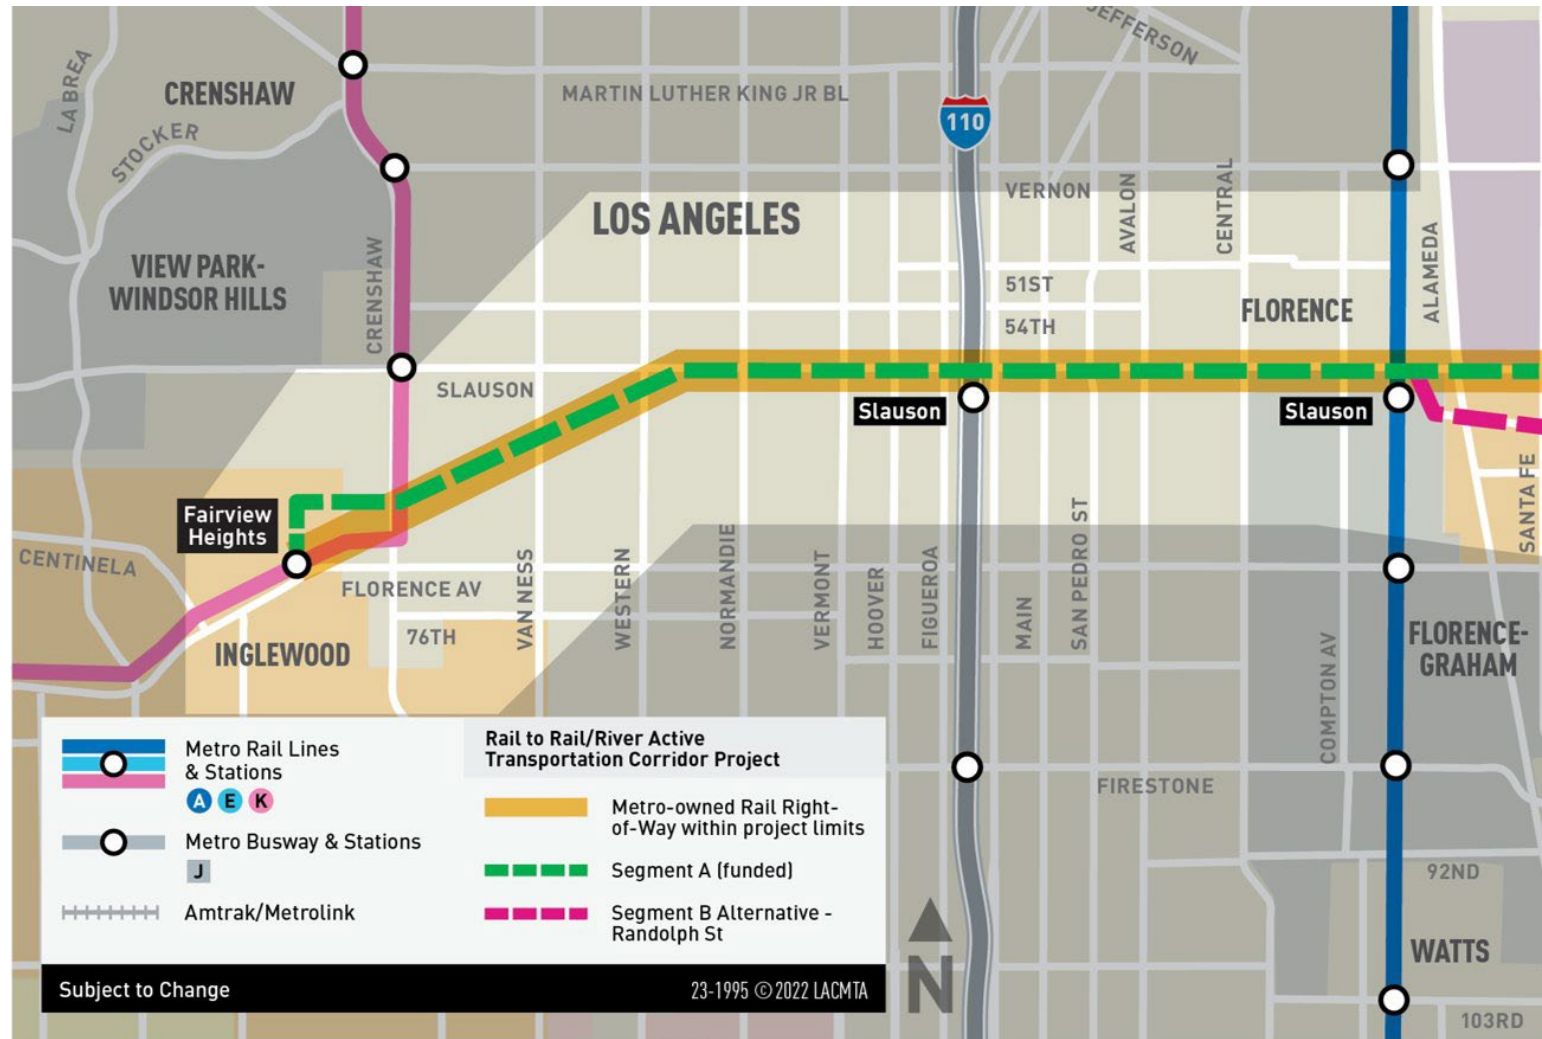 JEFFERSON
LA BREA
CRENSHAW
MARTIN LUTHER KING JR BL
110
STOCKER
VERNON
AVALON
CENTRAL
LOS ANGELES
VIEW PARK-
WINDSOR HILLS
CRENSHAW
51ST
FLORENCE
ALAMEDA
54TH
SLAUSON
Slauson
Slauson
SANTA FE
Fairview
Heights
CENTINELA
FLORENCE AV
VAN NESS
WESTERN
NORMANDIE
VERMONT
HOOVER
FIGUEROA
MAIN
SAN PEDRO ST
COMPTON AV
76TH
INGLEWOOD
FLORENCE-
GRAHAM
FIRESTONE
92ND
WATTS
103RD
Metro Rail Lines
& Stations
A E K
Metro Busway & Stations
J
Amtrak/Metrolink
Rail to Rail/River Active
Transportation Corridor Project
Metro-owned Rail Right-
of-Way within project limits
Segment A (funded)
Segment B Alternative -
Randolph St
N
Subject to Change
23-1995 © 2022 LACMTA